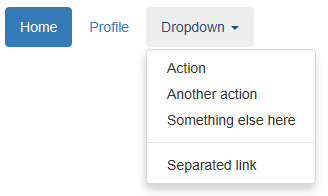 Home Profile Dropdown
Action
Another action
Something else here
Separated link